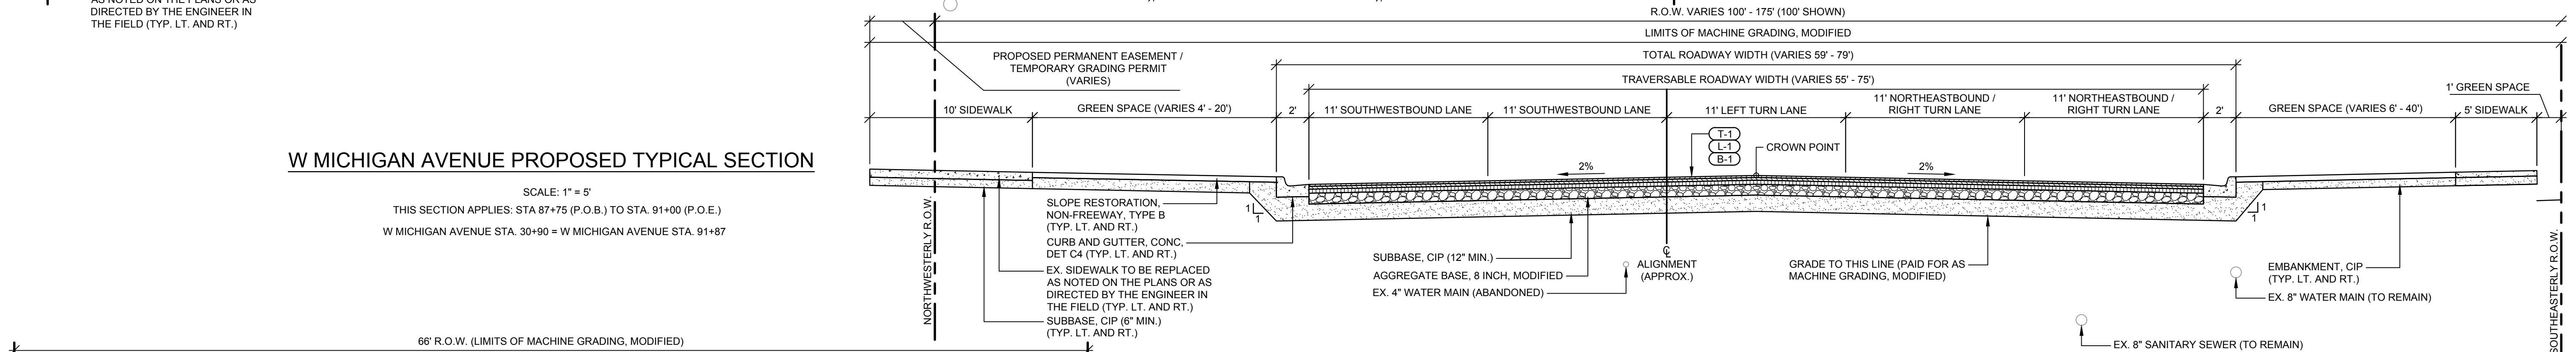 AS NOTED ON THE PLANS OR AS
DIRECTED BY THE ENGINEER IN
THE FIELD (TYP. LT. AND RT.)
R.O.W. VARIES 100' - 175' (100' SHOWN)
LIMITS OF MACHINE GRADING, MODIFIED
PROPOSED PERMANENT EASEMENT /
TEMPORARY GRADING PERMIT
(VARIES)
TOTAL ROADWAY WIDTH (VARIES 59' - 79')
TRAVERSABLE ROADWAY WIDTH (VARIES 55' - 75')
1' GREEN SPACE
10' SIDEWALK
GREEN SPACE (VARIES 4' - 20')
2'
11' SOUTHWESTBOUND LANE
11' SOUTHWESTBOUND LANE
11' LEFT TURN LANE
11' NORTHEASTBOUND /
RIGHT TURN LANE
11' NORTHEASTBOUND /
RIGHT TURN LANE
2'
GREEN SPACE (VARIES 6' - 40')
5' SIDEWALK
T-1
L-1
B-1
CROWN POINT
2%
2%
W MICHIGAN AVENUE PROPOSED TYPICAL SECTION
SCALE: 1" = 5'
THIS SECTION APPLIES: STA 87+75 (P.O.B.) TO STA. 91+00 (P.O.E.)
W MICHIGAN AVENUE STA. 30+90 = W MICHIGAN AVENUE STA. 91+87
NORTHWESTERLY R.O.W.
SLOPE RESTORATION,
NON-FREEWAY, TYPE B
(TYP. LT. AND RT.)
CURB AND GUTTER, CONC,
DET C4 (TYP. LT. AND RT.)
EX. SIDEWALK TO BE REPLACED
AS NOTED ON THE PLANS OR AS
DIRECTED BY THE ENGINEER IN
THE FIELD (TYP. LT. AND RT.)
SUBBASE, CIP (6" MIN.)
(TYP. LT. AND RT.)
1
1
SUBBASE, CIP (12" MIN.)
AGGREGATE BASE, 8 INCH, MODIFIED
EX. 4" WATER MAIN (ABANDONED)
℄
ALIGNMENT
(APPROX.)
GRADE TO THIS LINE (PAID FOR AS
MACHINE GRADING, MODIFIED)
1
1
EMBANKMENT, CIP
(TYP. LT. AND RT.)
EX. 8" WATER MAIN (TO REMAIN)
EX. 8" SANITARY SEWER (TO REMAIN)
SOUTHEASTERLY R.O.W.
66' R.O.W. (LIMITS OF MACHINE GRADING, MODIFIED)